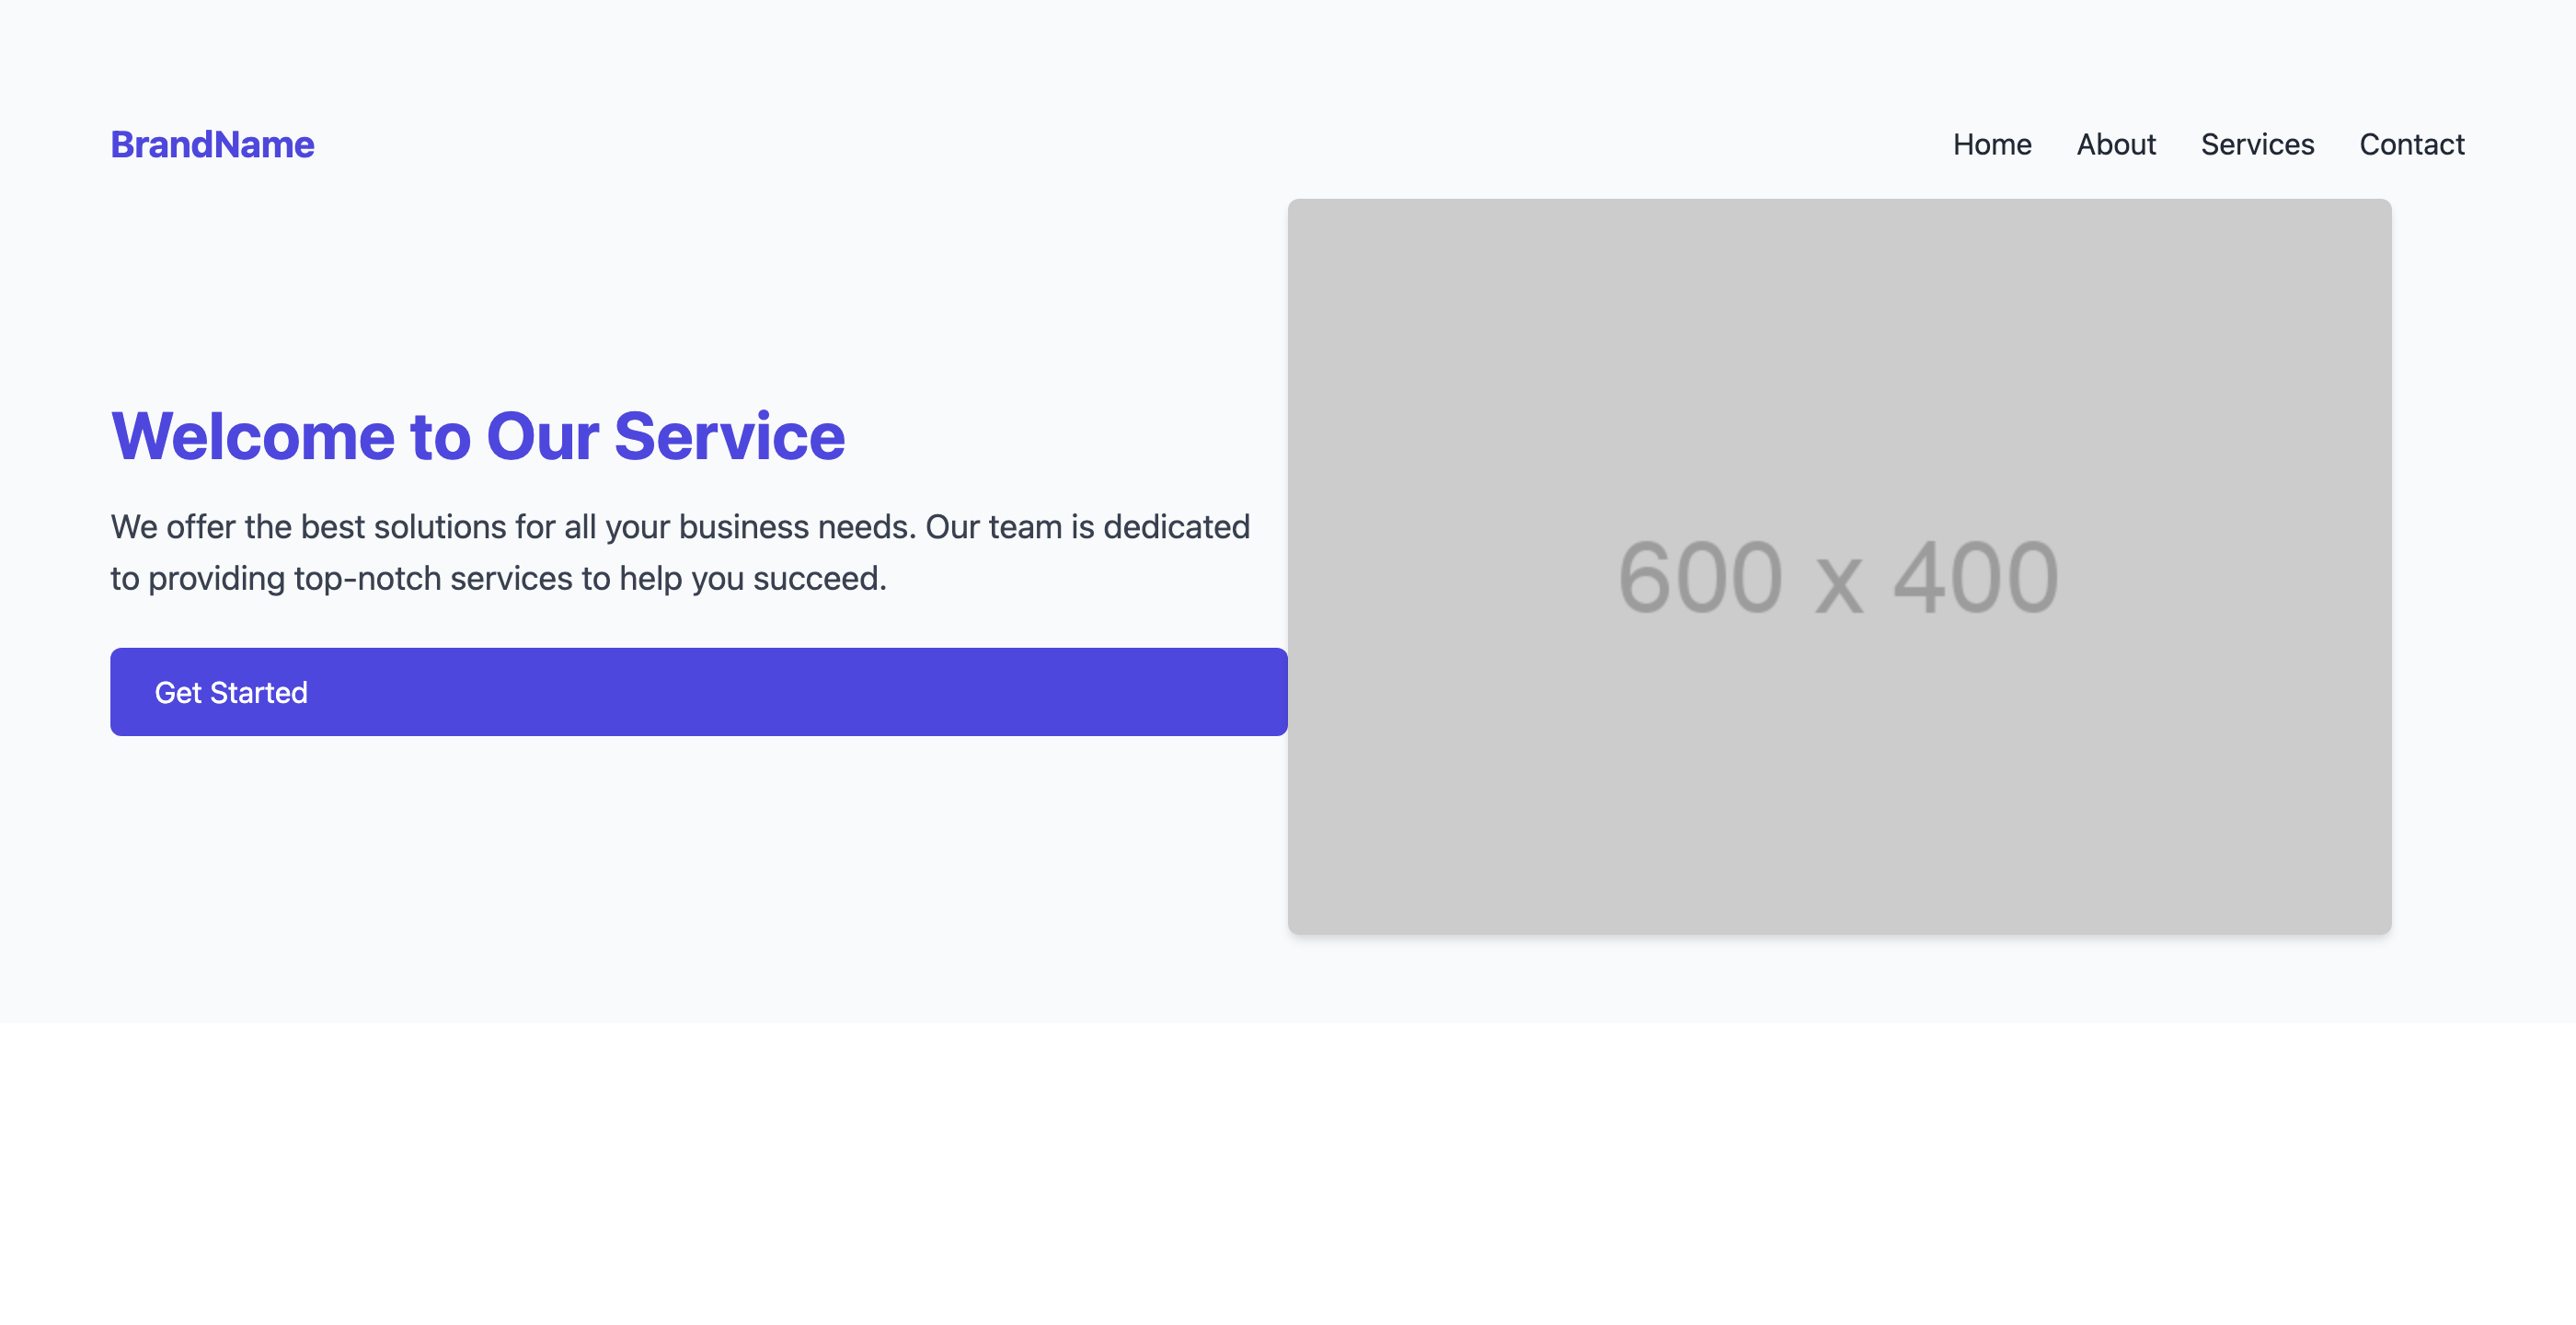 BrandName
Home About Services Contact
Welcome to Our Service
We offer the best solutions for all your business needs. Our team is dedicated
to providing top-notch services to help you succeed.
Get Started
600 x 400